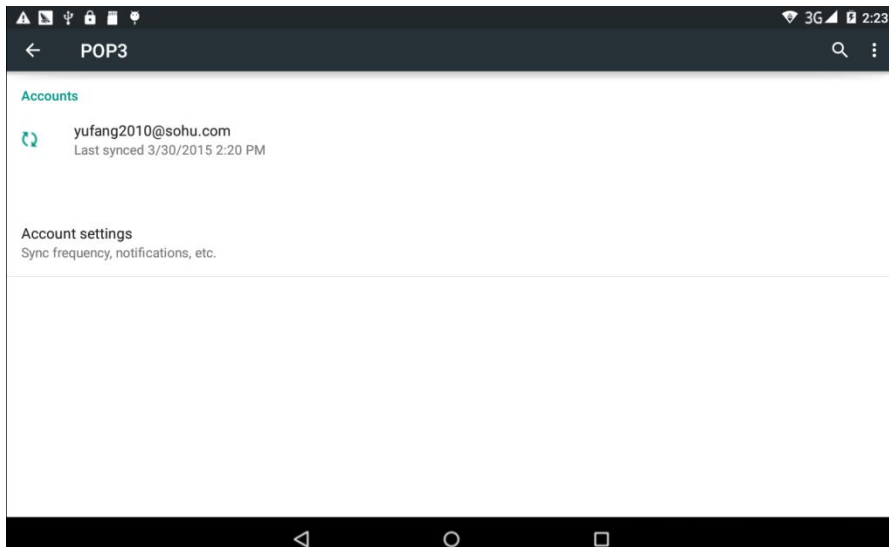 3G 2:23
POP3
Accounts
yufang2010@sohu.com
Last synced 3/30/2015 2:20 PM
Account settings
Sync frequency, notifications, etc.